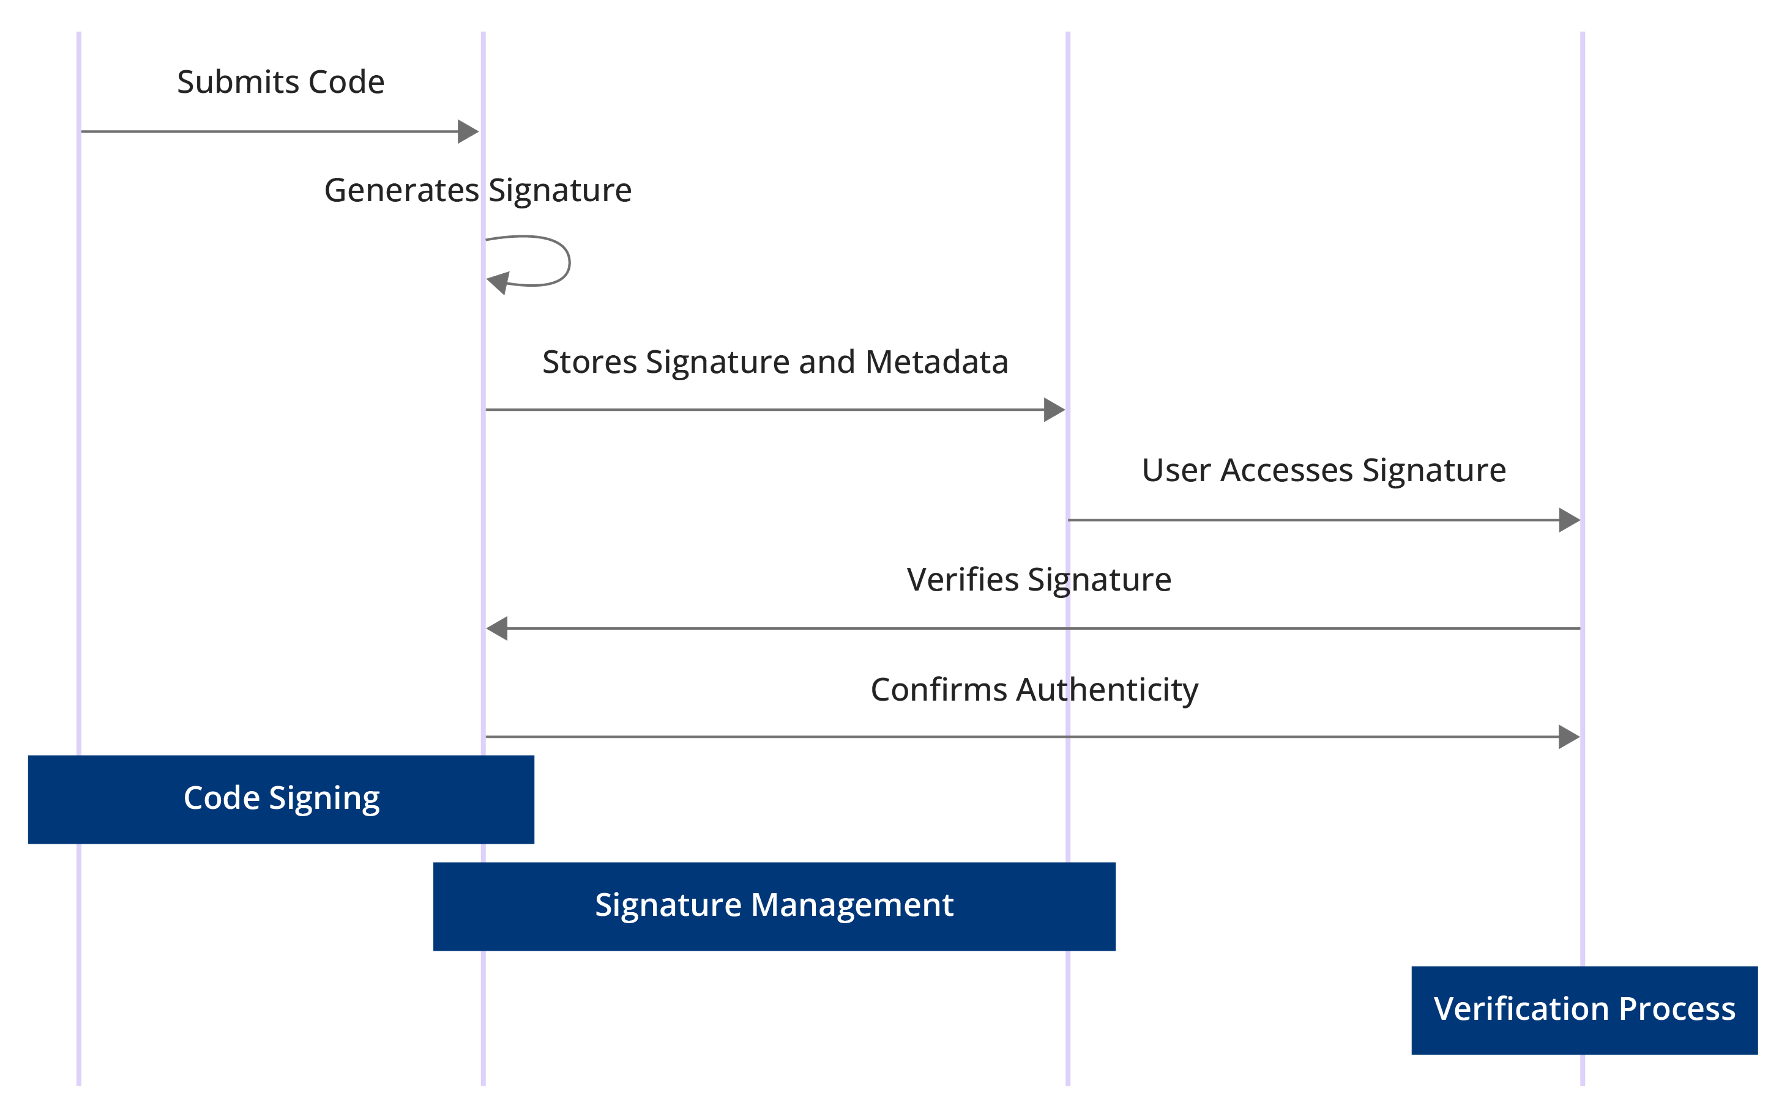 Submits Code
Generates Signature
Stores Signature and Metadata
User Accesses Signature
Verifies Signature
Confirms Authenticity
Code Signing
Signature Management
Verification Process